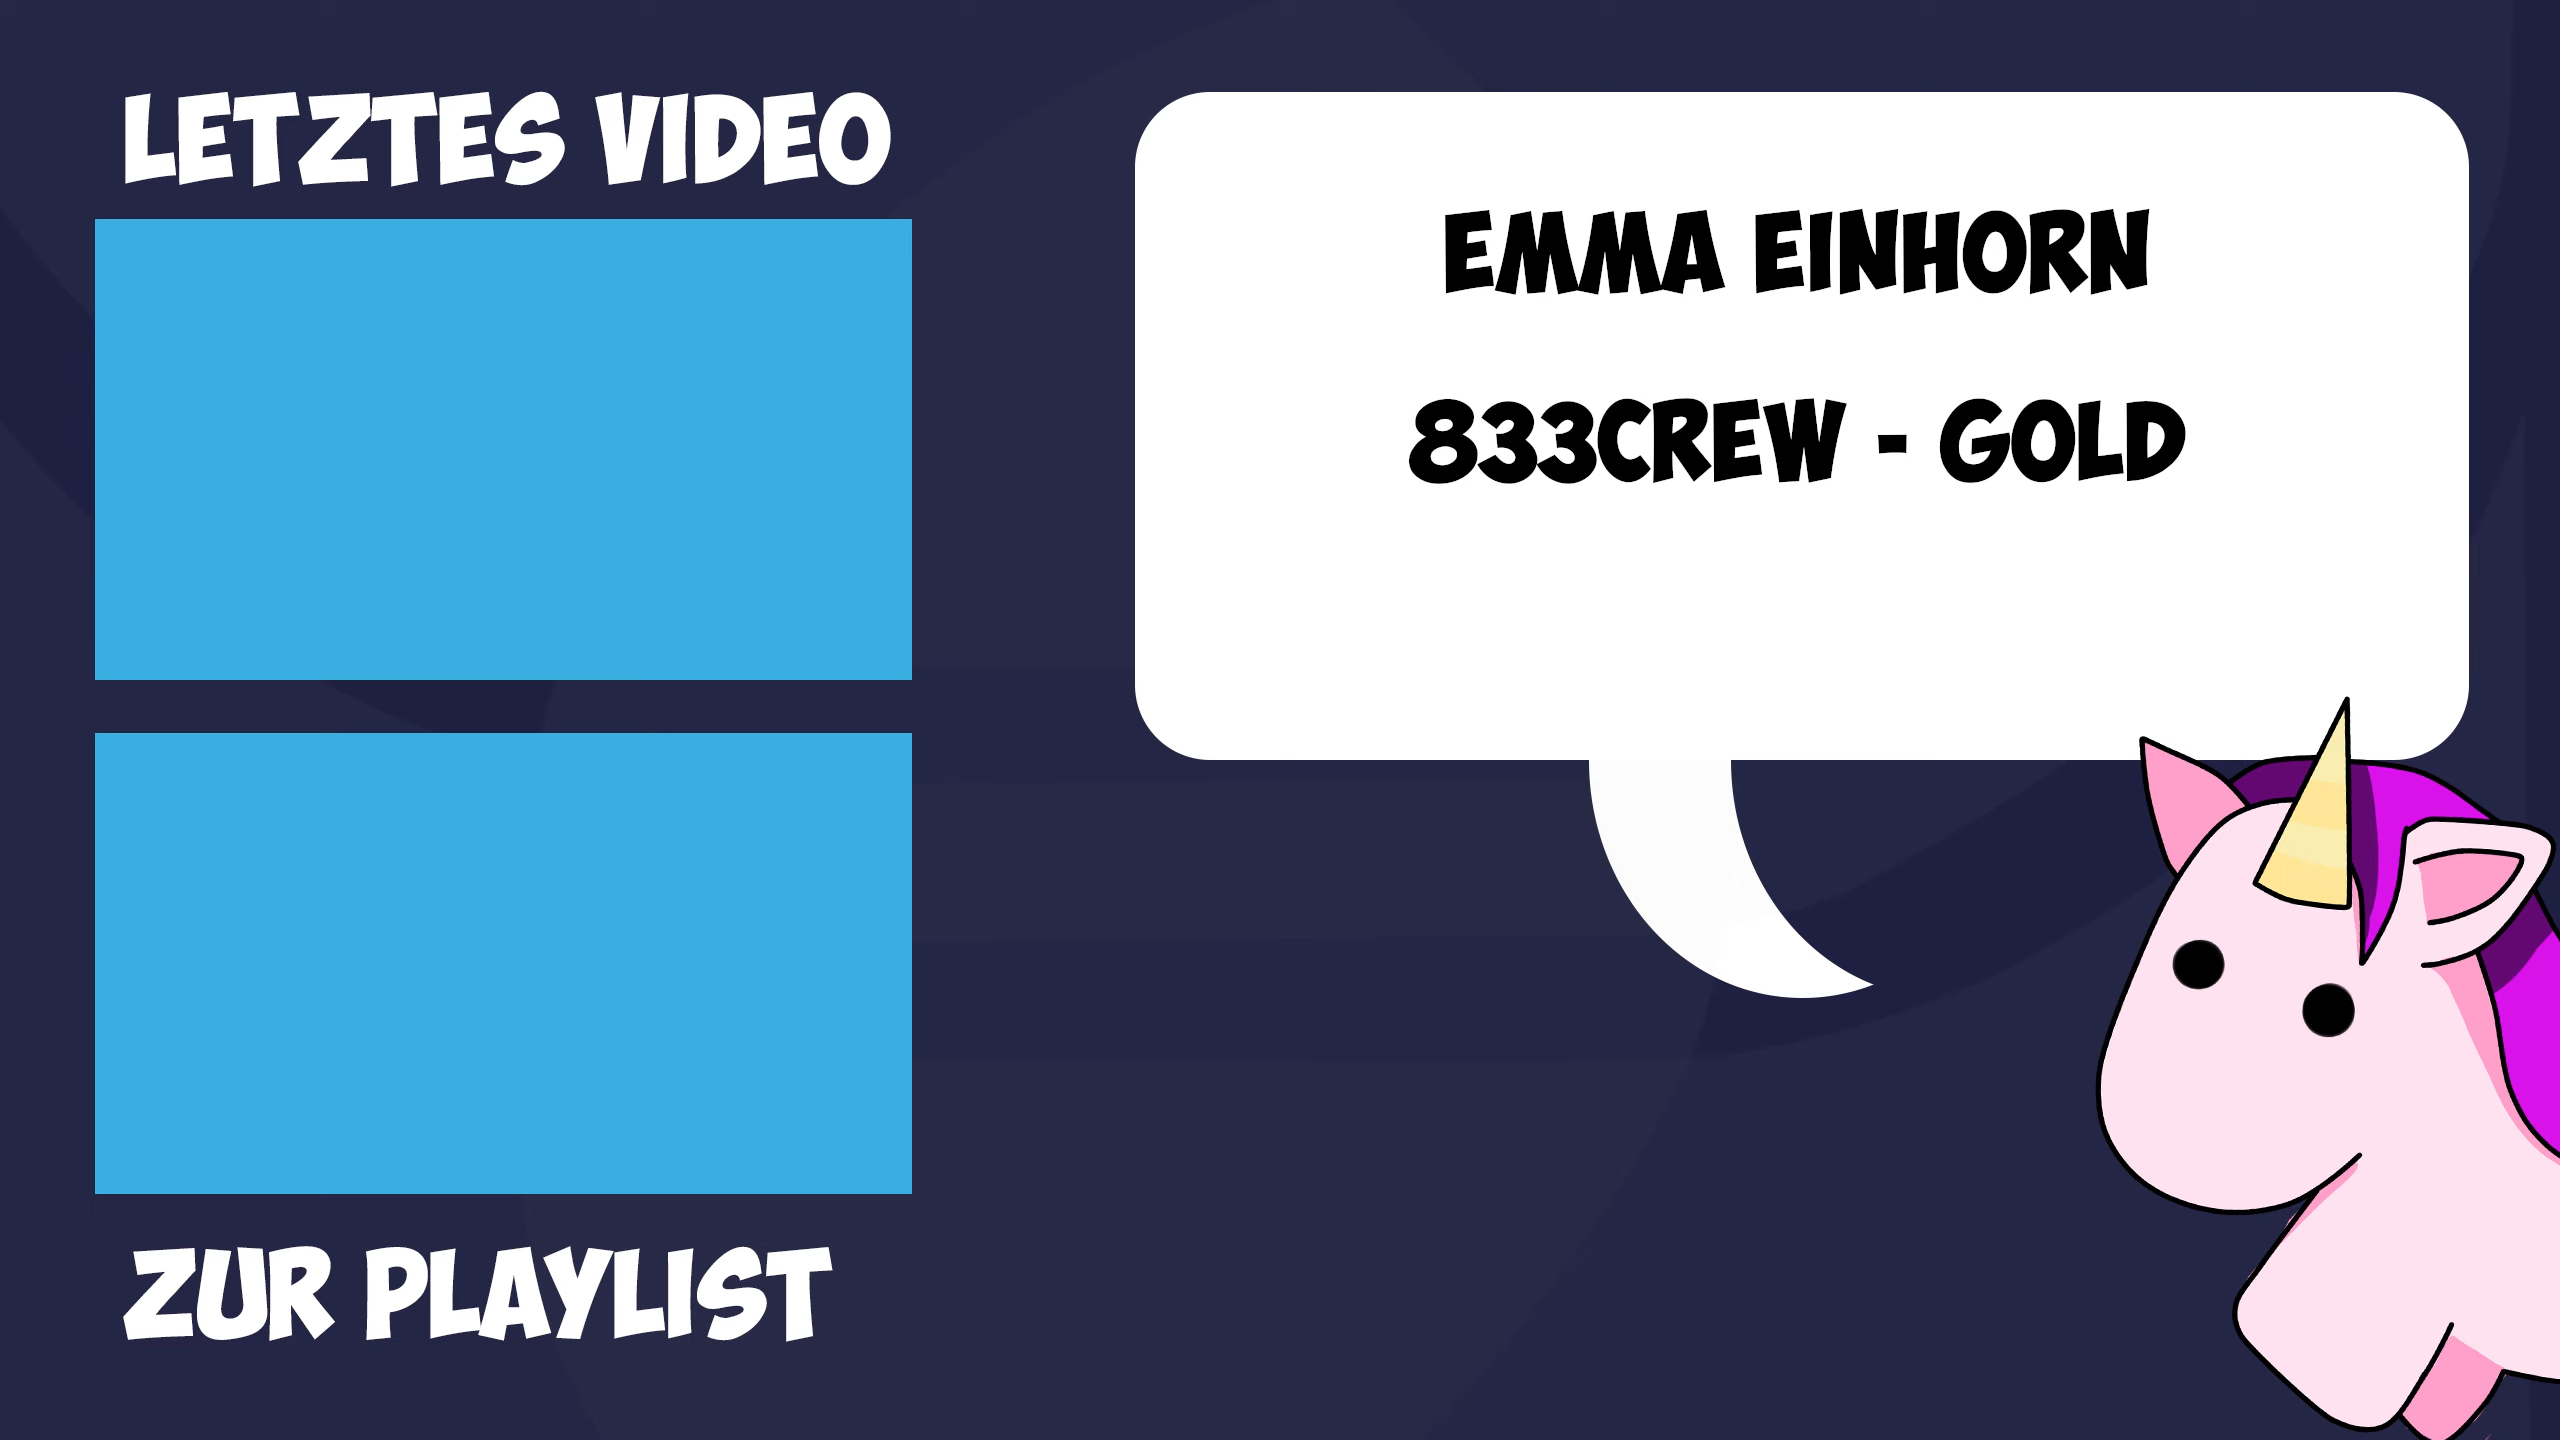 LETZTES VIDEO
EMMA EINHORN
833CREW - GOLD
ZUR PLAYLIST